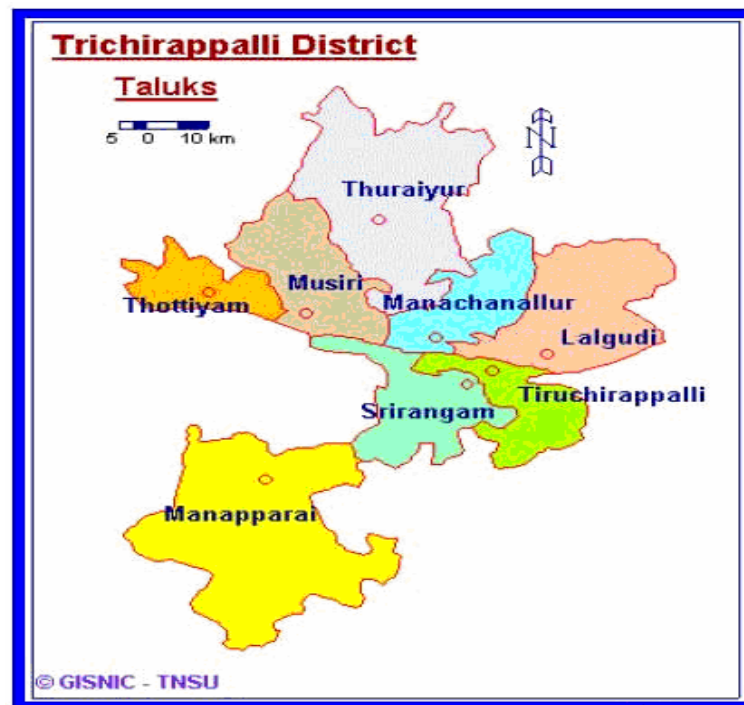 Trichirappalli District
Taluks
5 0 10 km
N
Thuraiyur
Musiri
Thottiyam
Manachanallur
Lalgudi
Tiruchirappalli
Srirangam
Manapparai
© GISNIC - TNSU